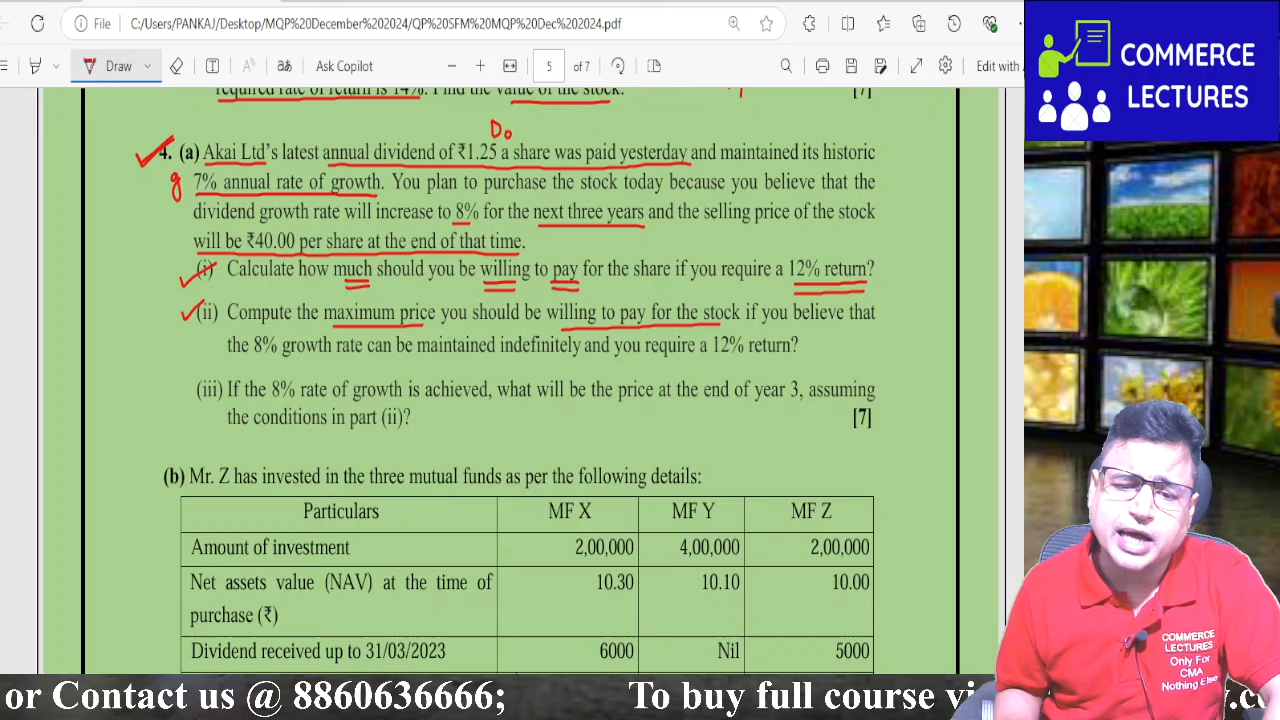 File
C:/Users/PANKAJ/Desktop/MQP%20December%202024/QP%20SFM%20MQP%20Dec%202024.pdf
Draw
Ask Copilot
5 of 7
Edit with
COMMERCE
LECTURES
required rate of return is 14%. Find the value of the stock. [7]
D0
4. (a) Akai Ltd's latest annual dividend of ₹1.25 a share was paid yesterday and maintained its historic
g 7% annual rate of growth. You plan to purchase the stock today because you believe that the
dividend growth rate will increase to 8% for the next three years and the selling price of the stock
will be ₹40.00 per share at the end of that time.
(i) Calculate how much should you be willing to pay for the share if you require a 12% return?
(ii) Compute the maximum price you should be willing to pay for the stock if you believe that
the 8% growth rate can be maintained indefinitely and you require a 12% return?
(iii) If the 8% rate of growth is achieved, what will be the price at the end of year 3, assuming
the conditions in part (ii)? [7]
(b) Mr. Z has invested in the three mutual funds as per the following details:
Particulars MF X MF Y MF Z
Amount of investment 2,00,000 4,00,000 2,00,000
Net assets value (NAV) at the time of 10.30 10.10 10.00
purchase (₹)
Dividend received up to 31/03/2023 6000 Nil 5000
COMMERCE
LECTURES
Only For
CMA
Nothing Else
or Contact us @ 8860636666; To buy full course vi